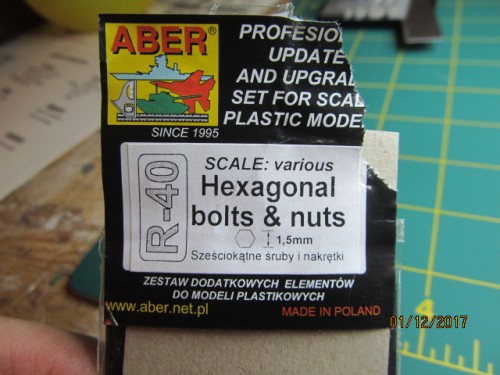 ABER®
SINCE 1995
PROFESIO
UPDATE
AND UPGRA
SET FOR SCAL
PLASTIC MODE
R-40
SCALE: various
Hexagonal
bolts & nuts
1,5mm
Sześciokątne śruby i nakrętki
ZESTAW DODATKOWYCH ELEMENTÓW
DO MODELI PLASTIKOWYCH
www.aber.net.pl
MADE IN POLAND
4
01/12/2017